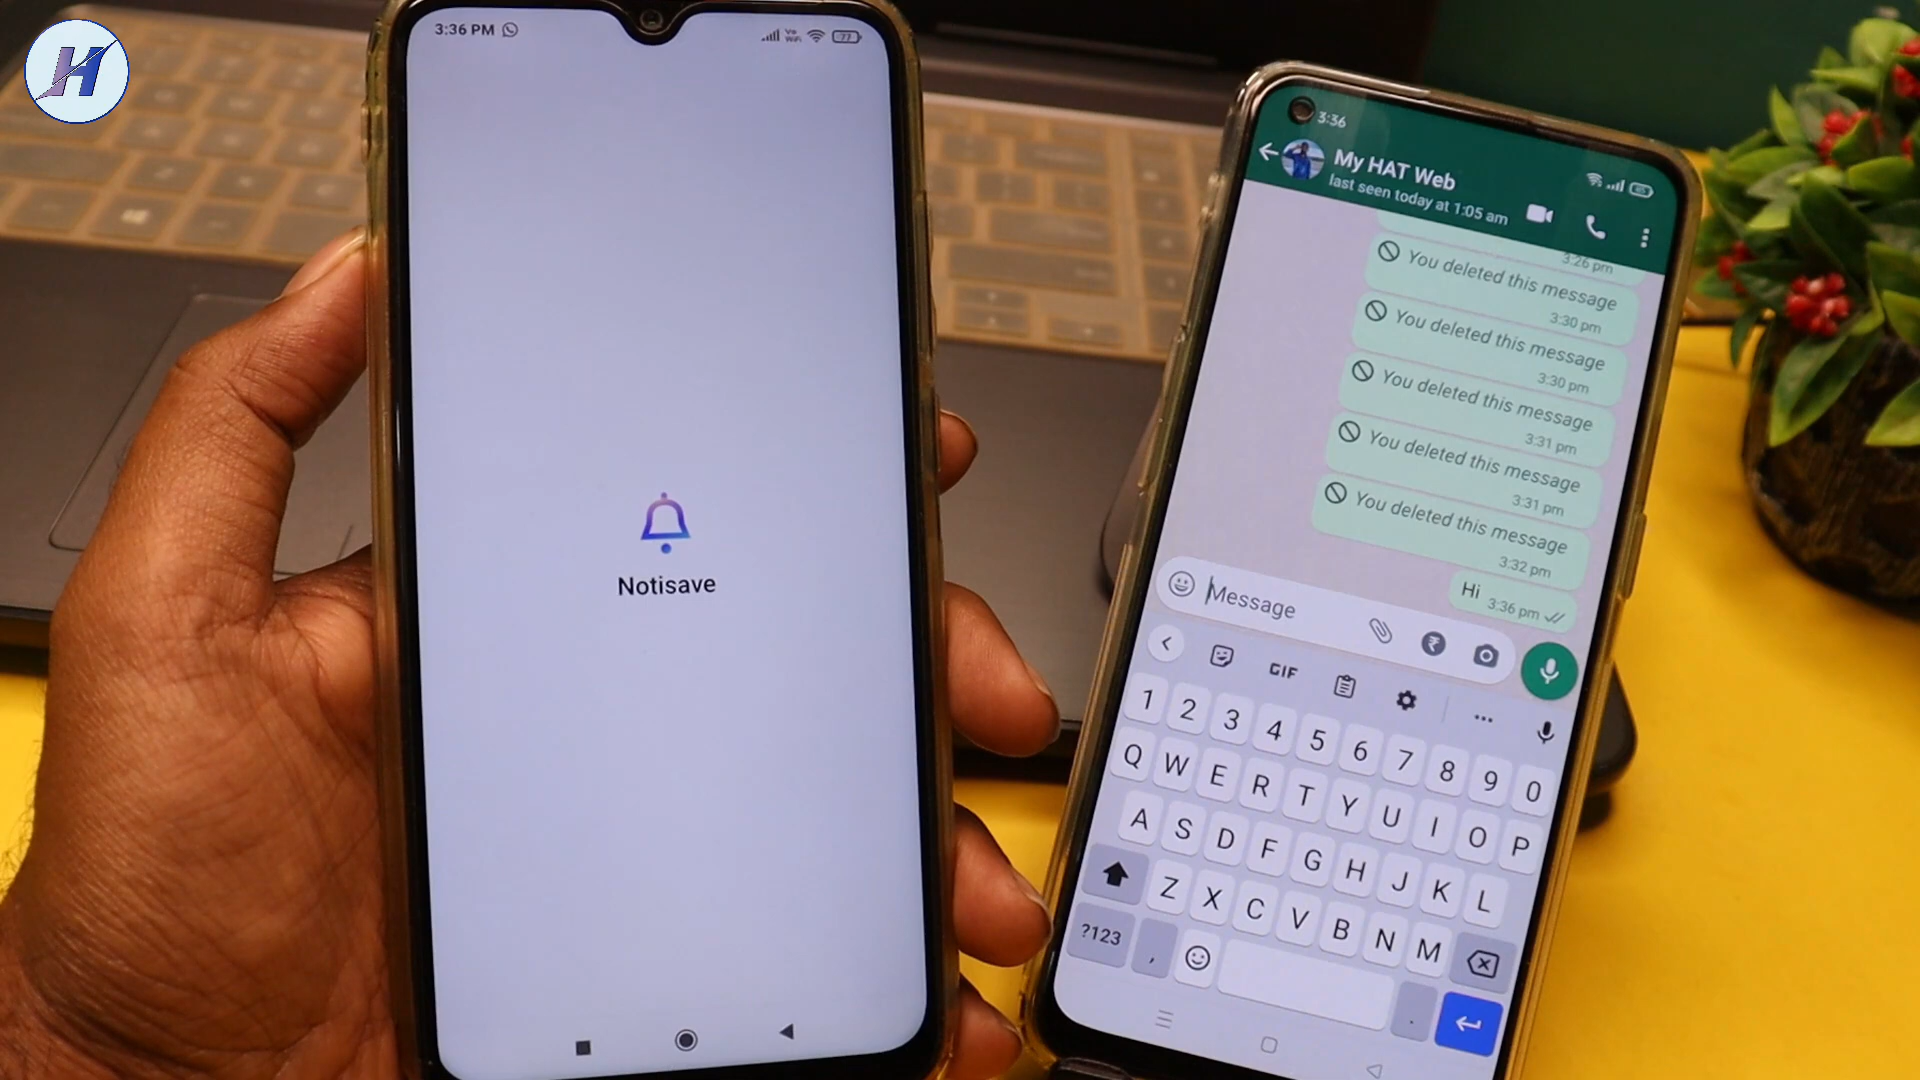 H
3:36 PM
Vo
WiFi
77
Notisave
3:36
My HAT Web
last seen today at 1:05 am
3:26 pm
You deleted this message
3:30 pm
You deleted this message
3:30 pm
You deleted this message
3:31 pm
You deleted this message
3:31 pm
You deleted this message
3:32 pm
Hi
3:36 pm
Message
₹
GIF
1 2 3 4 5 6 7 8 9 0
Q W E R T Y U I O P
A S D F G H J K L
Z X C V B N M
?123 , .